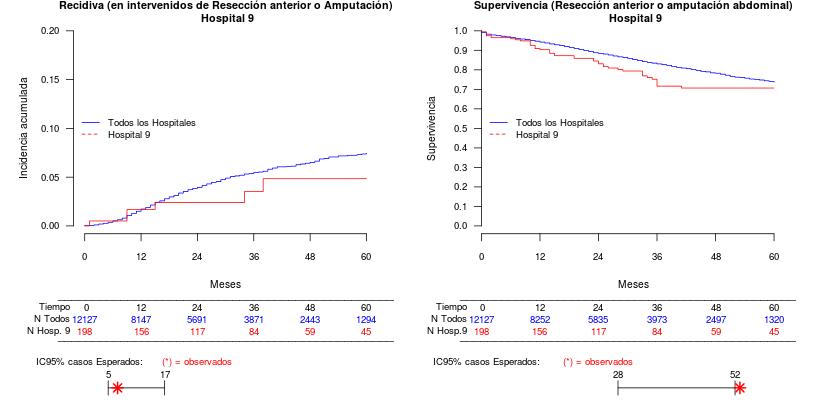 Recidiva (en intervenidos de Resección anterior o Amputación)
Hospital 9
0.20
0.15
0.10
0.05
0.00
Incidencia acumulada
Todos los Hospitales
Hospital 9
0 12 24 36 48 60
Meses
Tiempo 0 12 24 36 48 60
N Todos 12127 8147 5691 3871 2443 1294
N Hosp. 9 198 156 117 84 59 45
IC95% casos Esperados: (*) = observados
5 17
Supervivencia (Resección anterior o amputación abdominal)
Hospital 9
1.0
0.9
0.8
0.7
0.6
0.5
0.4
0.3
0.2
0.1
0.0
Supervivencia
Todos los Hospitales
Hospital 9
0 12 24 36 48 60
Meses
Tiempo 0 12 24 36 48 60
N Todos 12127 8252 5835 3973 2497 1320
N Hosp.9 198 156 117 84 59 45
IC95% casos Esperados: (*) = observados
28 52